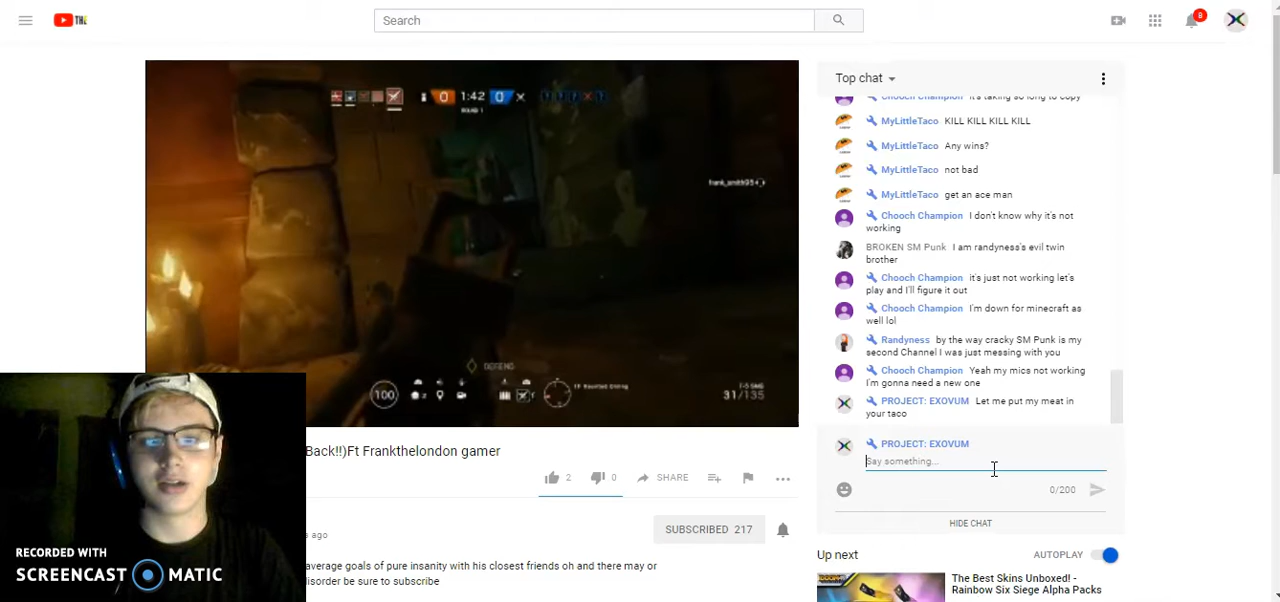 THE
Search
8
0 1:42 0
ROUND 1
frank_smith95
DEFEND
100
31/135
Top chat
Chooch Champion it's taking so long to copy
MyLittleTaco KILL KILL KILL KILL
MyLittleTaco Any wins?
MyLittleTaco not bad
MyLittleTaco get an ace man
Chooch Champion I don't know why it's not
working
BROKEN SM Punk I am randyness's evil twin
brother
Chooch Champion it's just not working let's
play and I'll figure it out
Chooch Champion I'm down for minecraft as
well lol
Randyness by the way cracky SM Punk is my
second Channel I was just messing with you
Chooch Champion Yeah my mics not working
I'm gonna need a new one
PROJECT: EXOVUM Let me put my meat in
your taco
PROJECT: EXOVUM
Say something...
0/200
HIDE CHAT
Up next
AUTOPLAY
The Best Skins Unboxed! -
Rainbow Six Siege Alpha Packs
Back!!)Ft Frankthelondon gamer
2 0 SHARE
s ago
SUBSCRIBED 217
average goals of pure insanity with his closest friends oh and there may or
isorder be sure to subscribe
RECORDED WITH
SCREENCAST MATIC